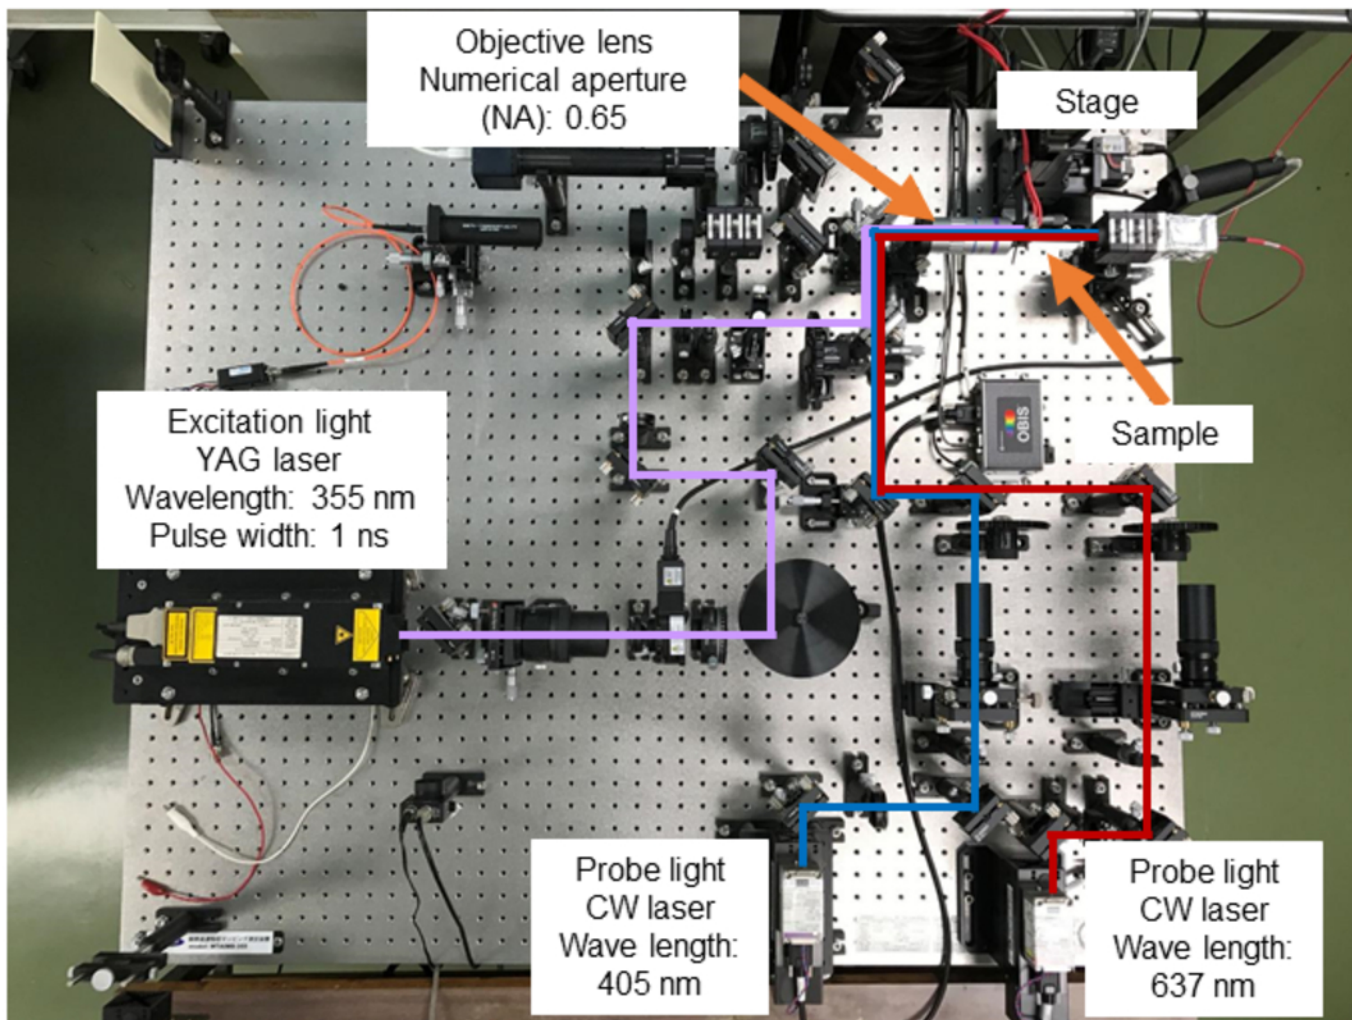 Objective lens
Numerical aperture
(NA): 0.65
Stage
OBIS
Sample
Excitation light
YAG laser
Wavelength: 355 nm
Pulse width: 1 ns
Probe light
CW laser
Wave length:
405 nm
Probe light
CW laser
Wave length:
637 nm